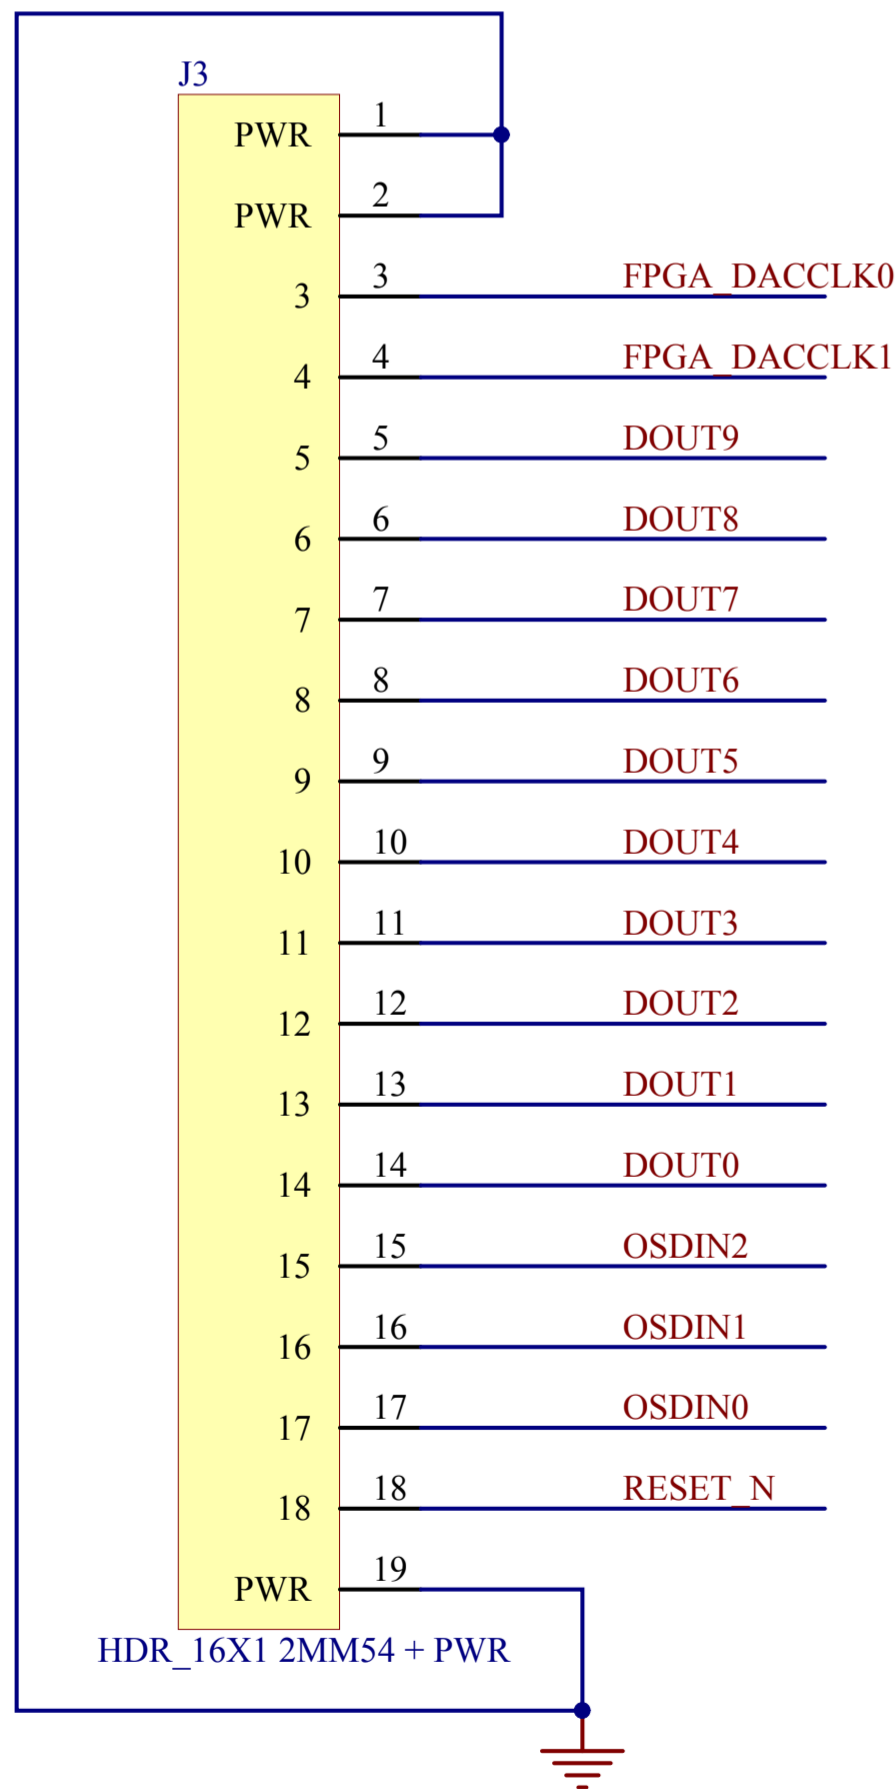 J3
PWR 1
PWR 2
3 3 FPGA_DACCLK0
4 4 FPGA_DACCLK1
5 5 DOUT9
6 6 DOUT8
7 7 DOUT7
8 8 DOUT6
9 9 DOUT5
10 10 DOUT4
11 11 DOUT3
12 12 DOUT2
13 13 DOUT1
14 14 DOUT0
15 15 OSDIN2
16 16 OSDIN1
17 17 OSDIN0
18 18 RESET_N
PWR 19
HDR_16X1 2MM54 + PWR